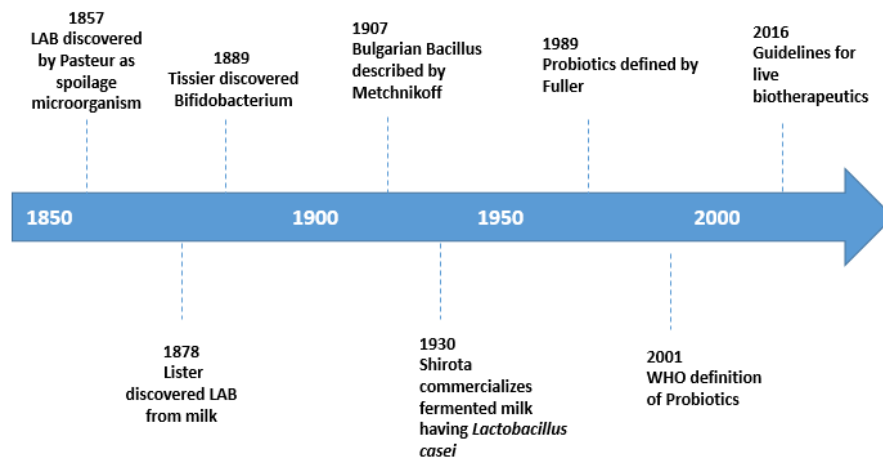 1857
LAB discovered
by Pasteur as
spoilage
microorganism
1889
Tissier discovered
Bifidobacterium
1907
Bulgarian Bacillus
described by
Metchnikoff
1989
Probiotics defined by
Fuller
2016
Guidelines for
live
biotherapeutics
1850
1900
1950
2000
1878
Lister
discovered LAB
from milk
1930
Shirota
commercializes
fermented milk
having Lactobacillus
casei
2001
WHO definition
of Probiotics